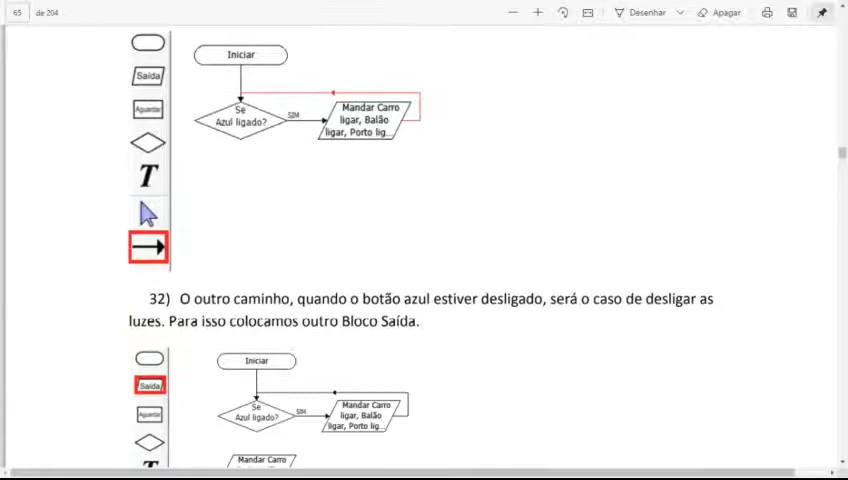 65 de 204 Desenhar Apagar
Iniciar
Saída
Se
Azul ligado?
SIM
Mandar Carro
ligar, Balão
ligar, Porto lig...
Aguardar
T
32) O outro caminho, quando o botão azul estiver desligado, será o caso de desligar as
luzes. Para isso colocamos outro Bloco Saída.
Iniciar
Saída
Se
Azul ligado?
SIM
Mandar Carro
ligar, Balão
ligar, Porto lig...
Aguardar
Mandar Carro